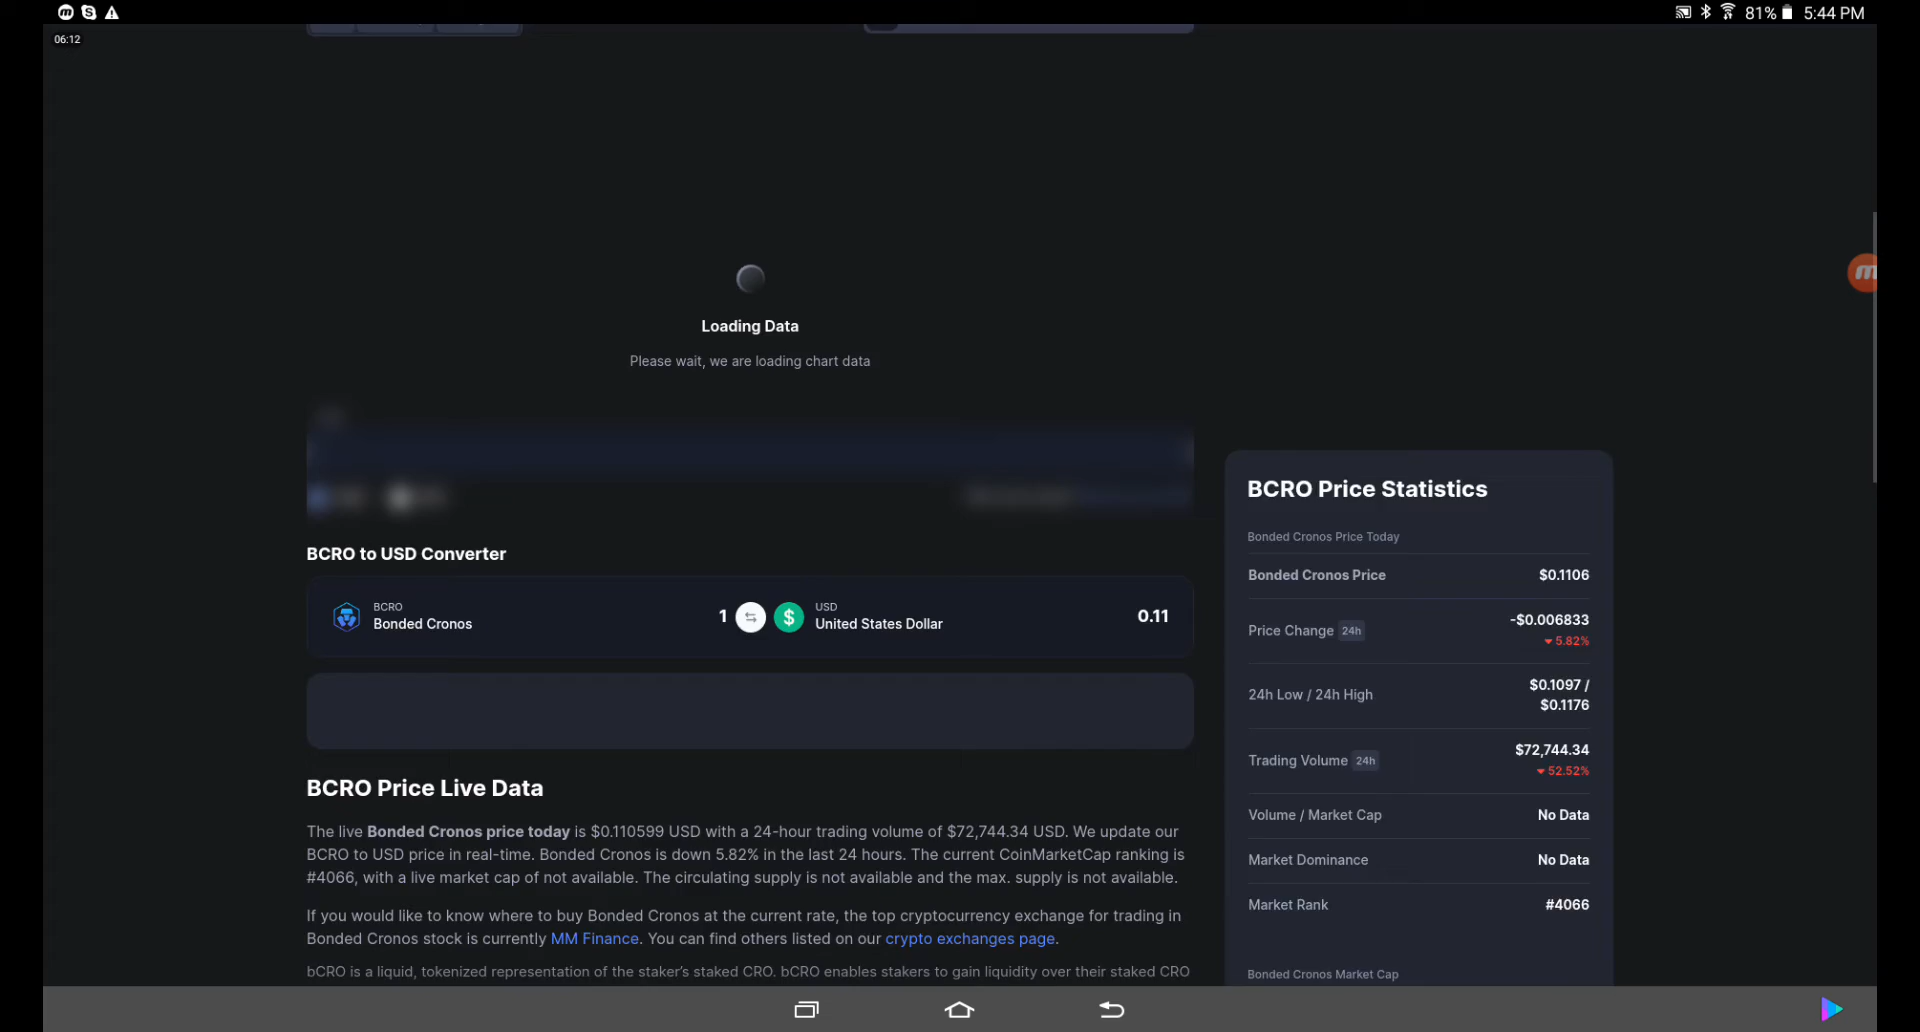 81% 5:44 PM
06:12
Loading Data
Please wait, we are loading chart data
BCRO to USD Converter
BCRO
Bonded Cronos
1
$
USD
United States Dollar
0.11
BCRO Price Live Data
The live Bonded Cronos price today is $0.110599 USD with a 24-hour trading volume of $72,744.34 USD. We update our
BCRO to USD price in real-time. Bonded Cronos is down 5.82% in the last 24 hours. The current CoinMarketCap ranking is
#4066, with a live market cap of not available. The circulating supply is not available and the max. supply is not available.
If you would like to know where to buy Bonded Cronos at the current rate, the top cryptocurrency exchange for trading in
Bonded Cronos stock is currently MM Finance. You can find others listed on our crypto exchanges page.
bCRO is a liquid, tokenized representation of the staker's staked CRO. bCRO enables stakers to gain liquidity over their staked CRO
BCRO Price Statistics
Bonded Cronos Price Today
Bonded Cronos Price $0.1106
Price Change 24h -$0.006833
5.82%
24h Low / 24h High $0.1097 /
$0.1176
Trading Volume 24h $72,744.34
52.52%
Volume / Market Cap No Data
Market Dominance No Data
Market Rank #4066
Bonded Cronos Market Cap